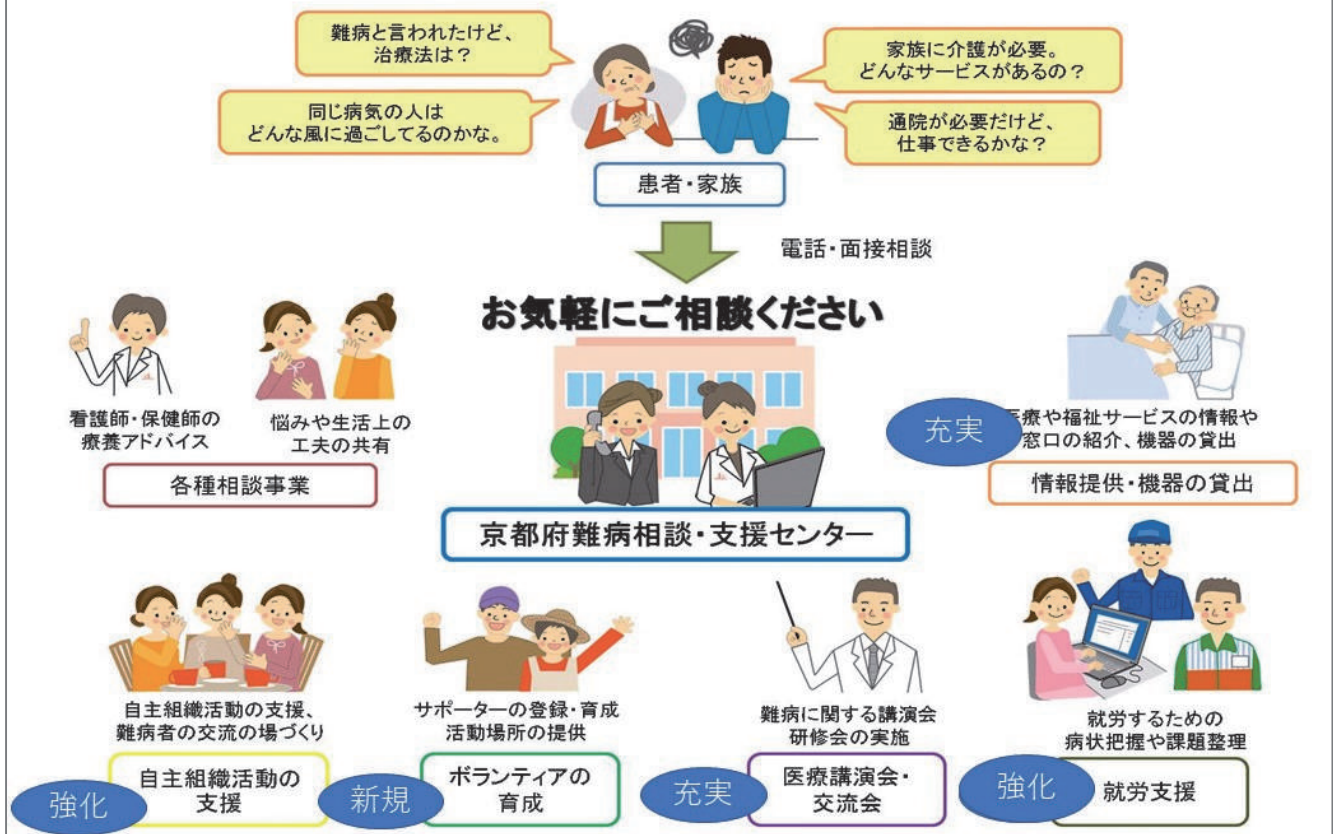 難病と言われたけど、
治療法は？
同じ病気の人は
どんな風に過ごしてるのかな。
家族に介護が必要。
どんなサービスがあるの？
通院が必要だけど、
仕事できるかな？
患者・家族
電話・面接相談
お気軽にご相談ください
看護師・保健師の
療養アドバイス
悩みや生活上の
工夫の共有
各種相談事業
充実
療や福祉サービスの情報や
窓口の紹介、機器の貸出
情報提供・機器の貸出
京都府難病相談・支援センター
自主組織活動の支援、
難病者の交流の場づくり
強化
自主組織活動の
支援
サポーターの登録・育成
活動場所の提供
新規
ボランティアの
育成
難病に関する講演会
研修会の実施
充実
医療講演会・
交流会
就労するための
病状把握や課題整理
強化
就労支援